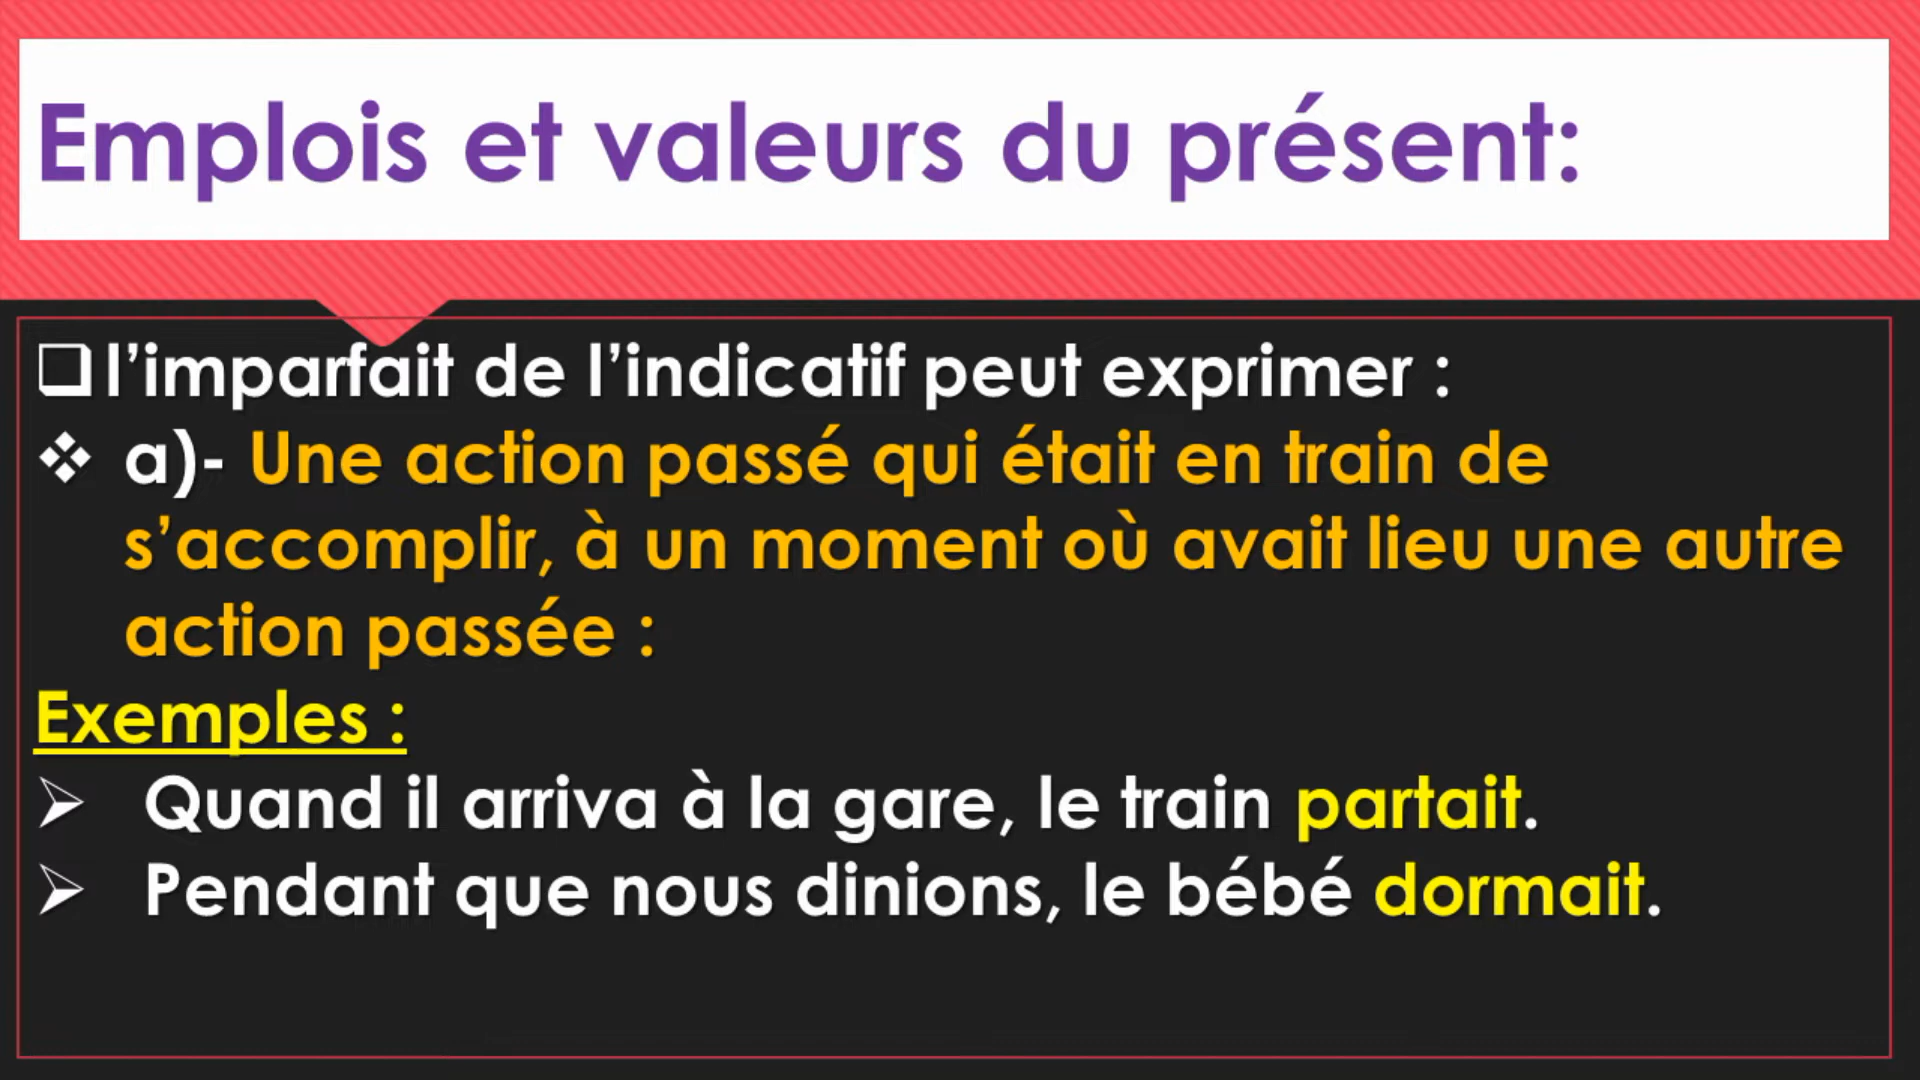 Emplois et valeurs du présent:
l’imparfait de l’indicatif peut exprimer :
a)- Une action passé qui était en train de
s’accomplir, à un moment où avait lieu une autre
action passée :
Exemples :
Quand il arriva à la gare, le train partait.
Pendant que nous dinions, le bébé dormait.